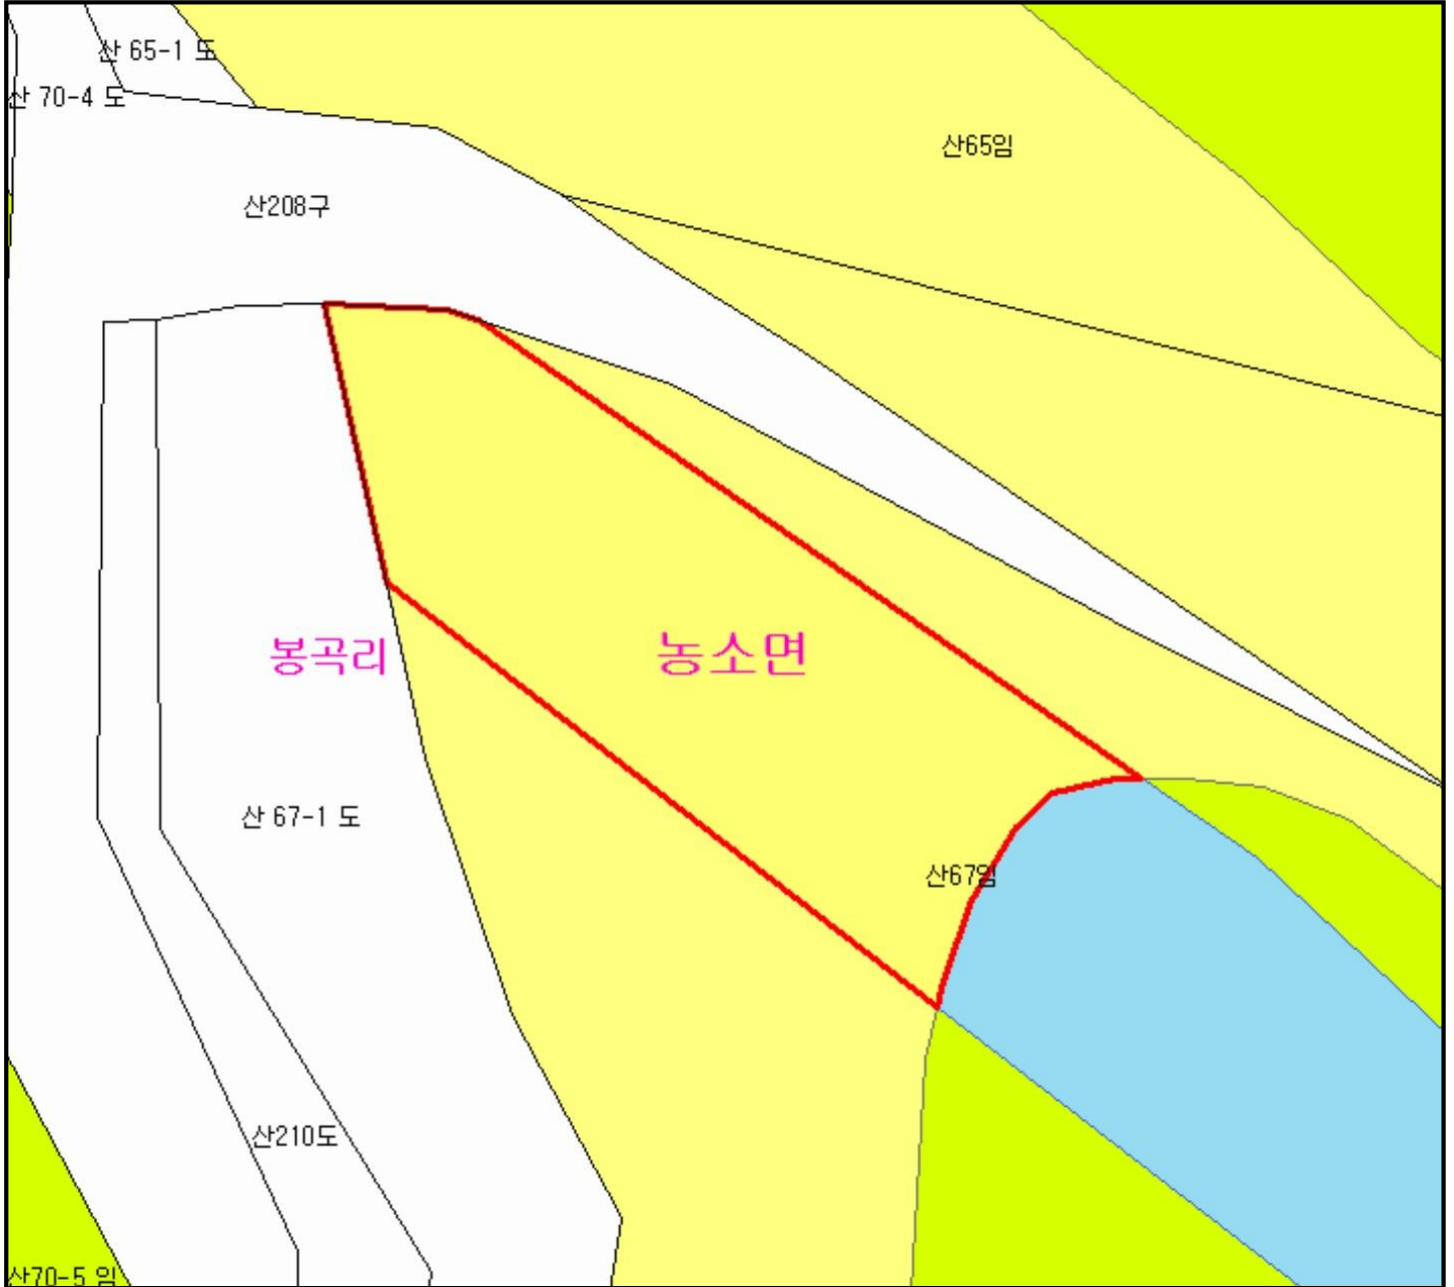 산 65-1 도
산 70-4 도
산65임
산208구
봉곡리
농소면
산 67-1 도
산67임
산210도
산70-5 임